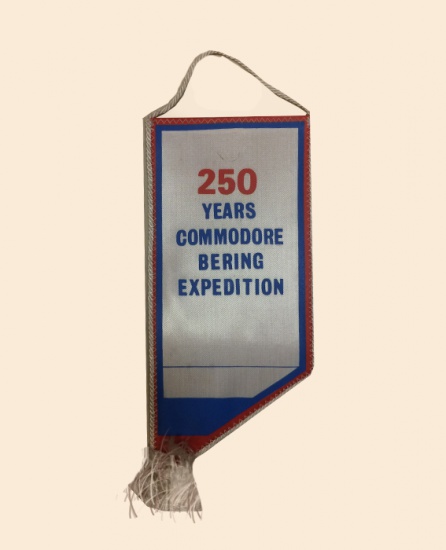 250
YEARS
COMMODORE
BERING
EXPEDITION